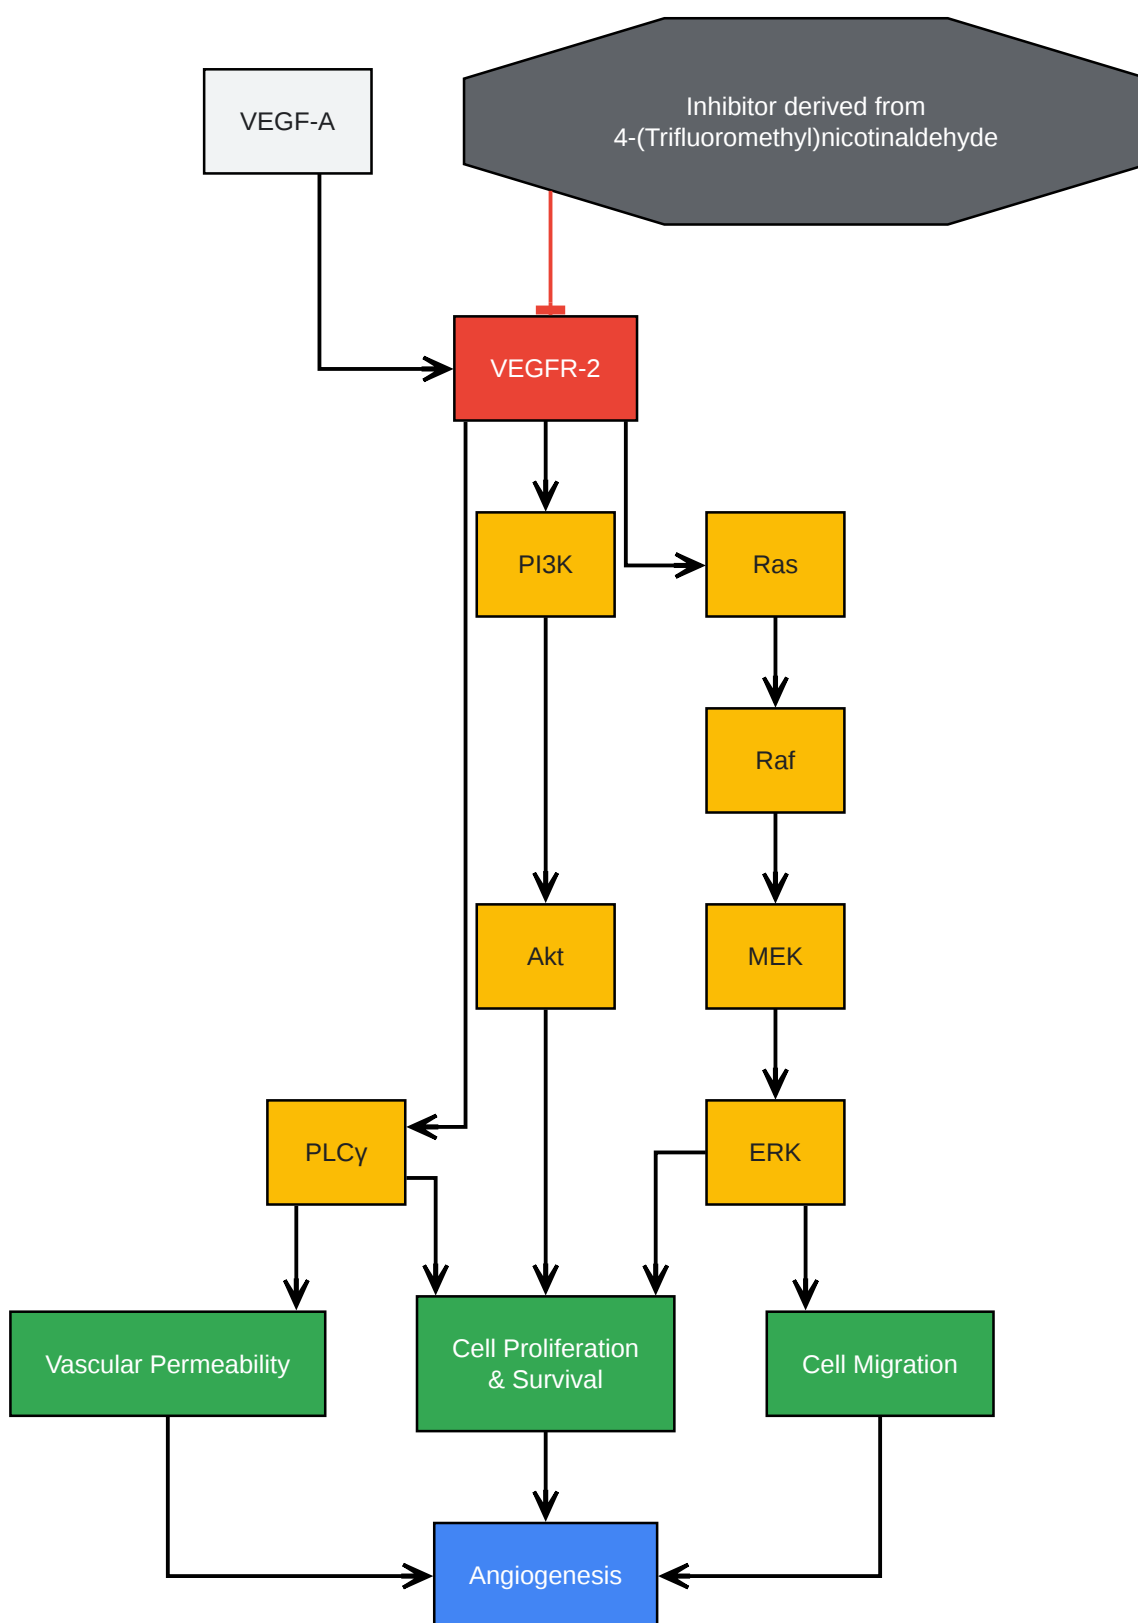 VEGF-A
Inhibitor derived from
4-(Trifluoromethyl)nicotinaldehyde
VEGFR-2
PI3K
Ras
Raf
Akt
MEK
PLCγ
ERK
Vascular Permeability
Cell Proliferation
& Survival
Cell Migration
Angiogenesis